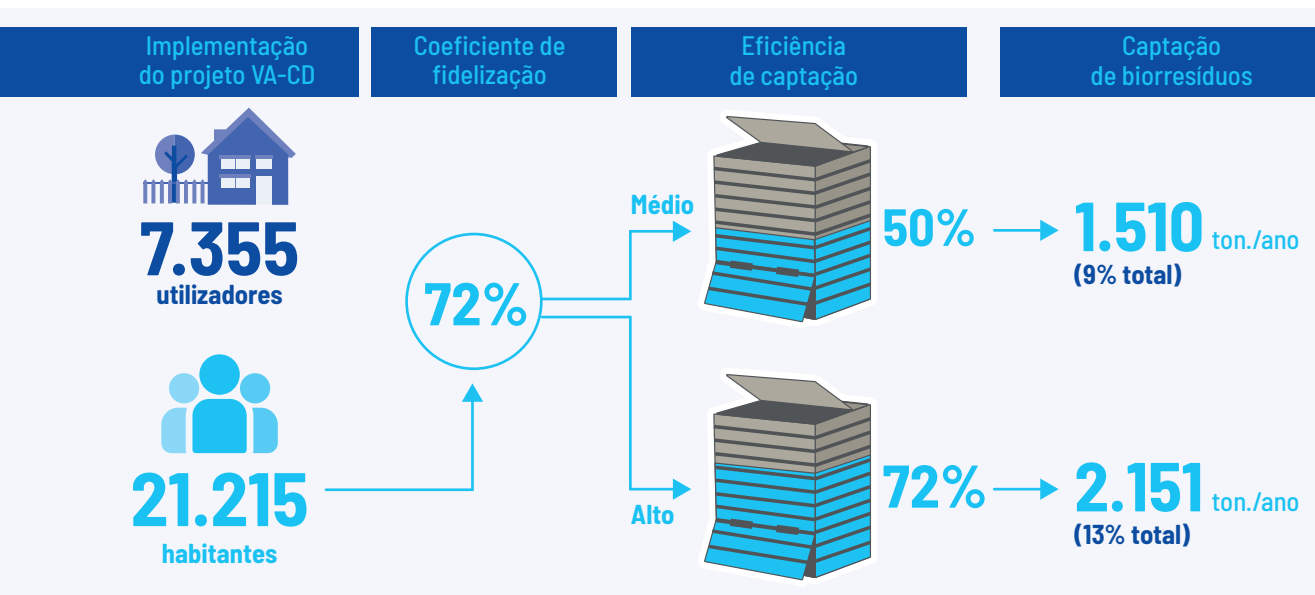 Implementação
do projeto VA-CD
Coeficiente de
fidelização
Eficiência
de captação
Captação
de biorresíduos
7.355
utilizadores
21.215
habitantes
72%
Médio
50%
1.510 ton./ano
(9% total)
Alto
72%
2.151 ton./ano
(13% total)